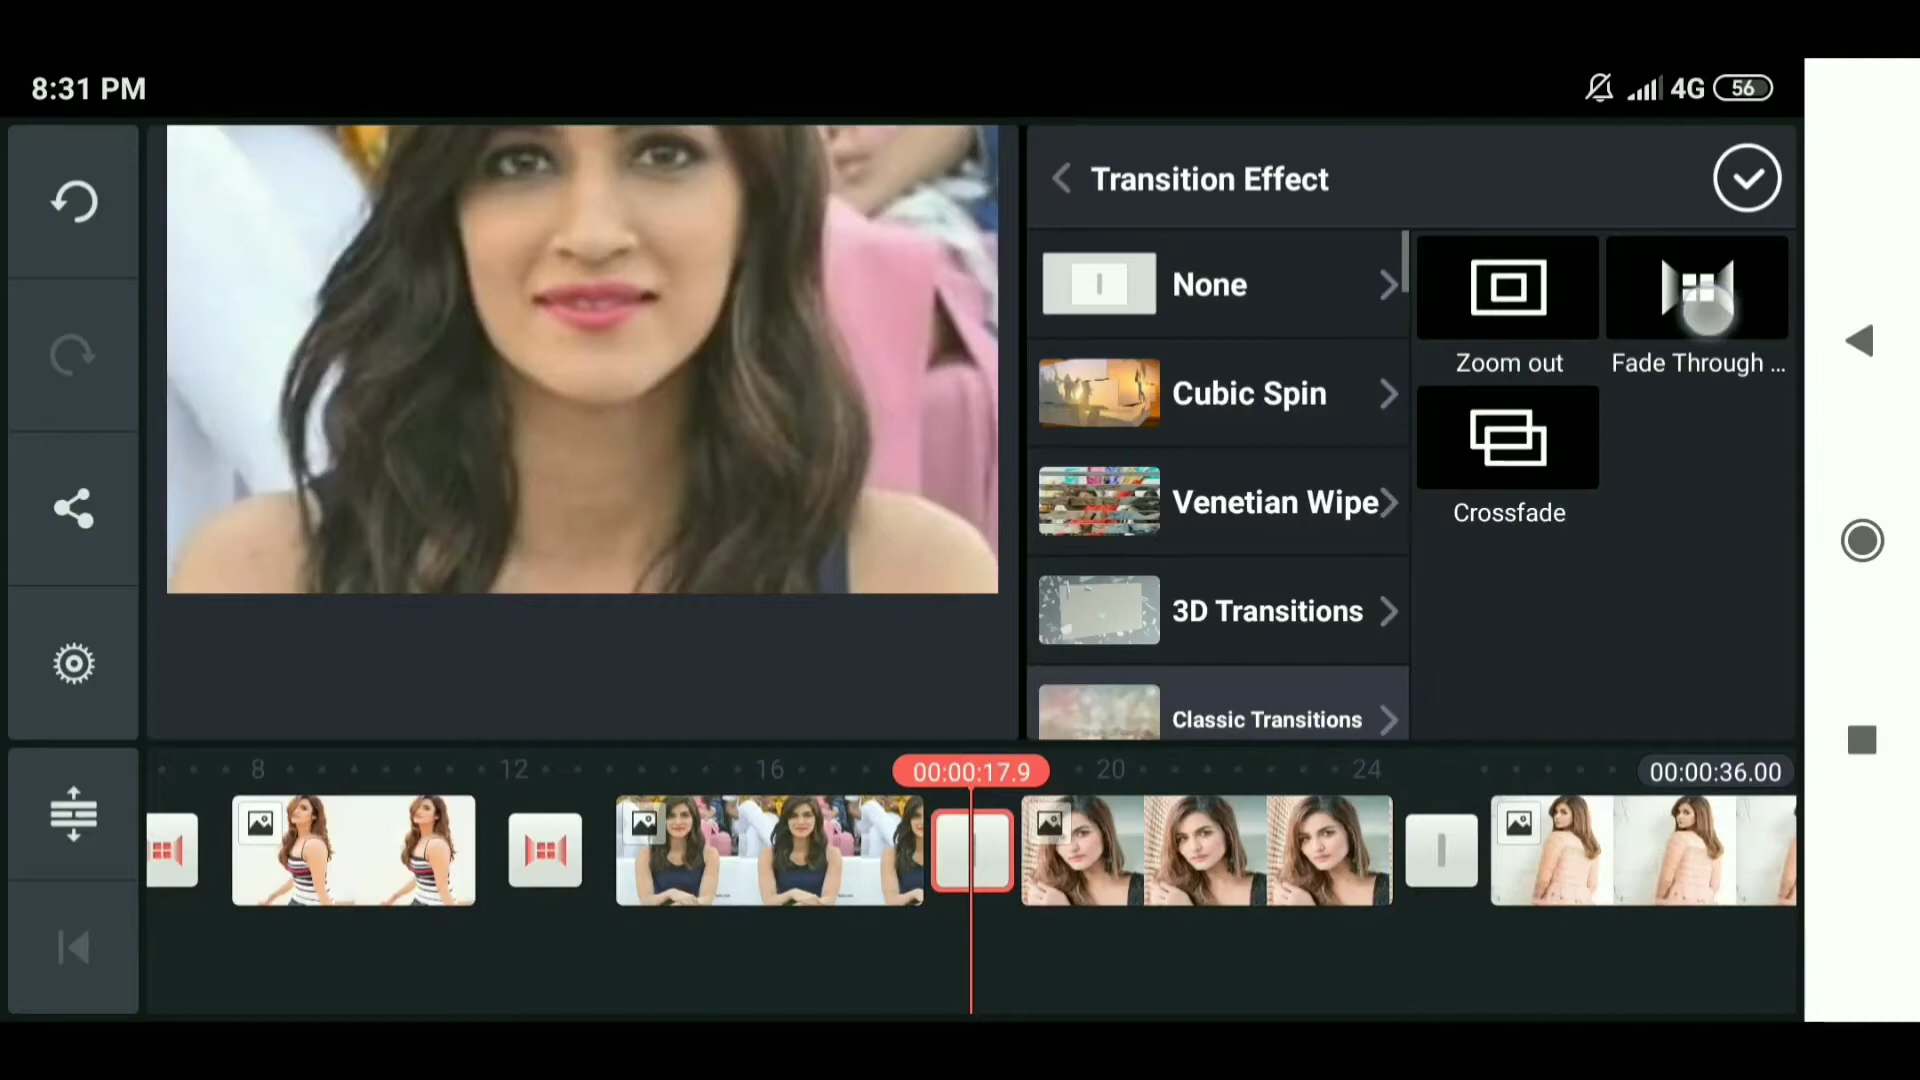 8:31 PM
4G 56
Transition Effect
None
Cubic Spin
Venetian Wipe
3D Transitions
Classic Transitions
Zoom out
Fade Through ...
Crossfade
8 12 16 00:00:17.9 20 24 00:00:36.00